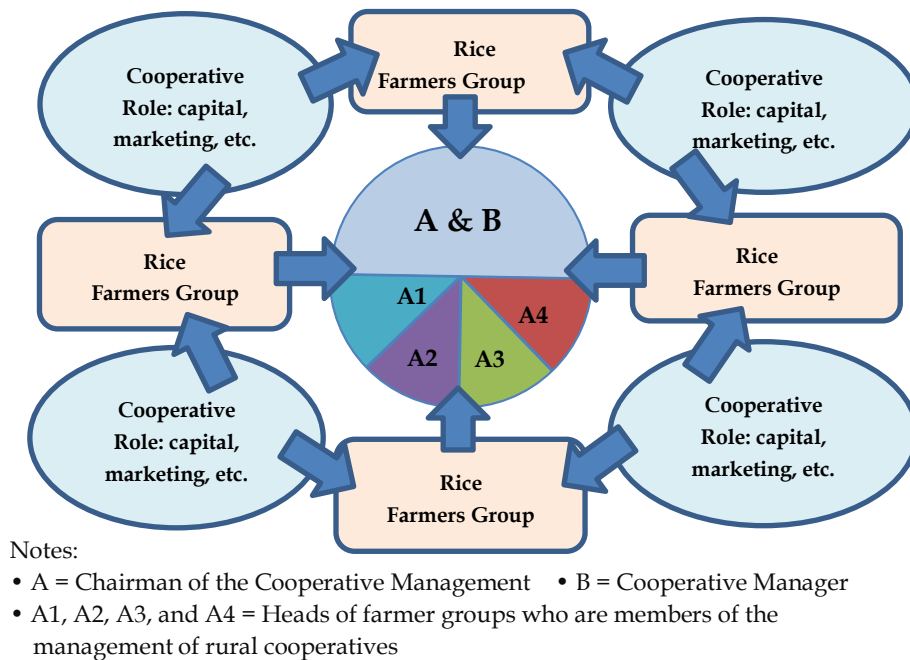 Cooperative
Role: capital,
marketing, etc.
Rice
Farmers Group
Cooperative
Role: capital,
marketing, etc.
Rice
Farmers Group
A & B
Rice
Farmers Group
A1
A2
A3
A4
Cooperative
Role: capital,
marketing, etc.
Rice
Farmers Group
Cooperative
Role: capital,
marketing, etc.
Notes:
• A = Chairman of the Cooperative Management • B = Cooperative Manager
• A1, A2, A3, and A4 = Heads of farmer groups who are members of the
management of rural cooperatives